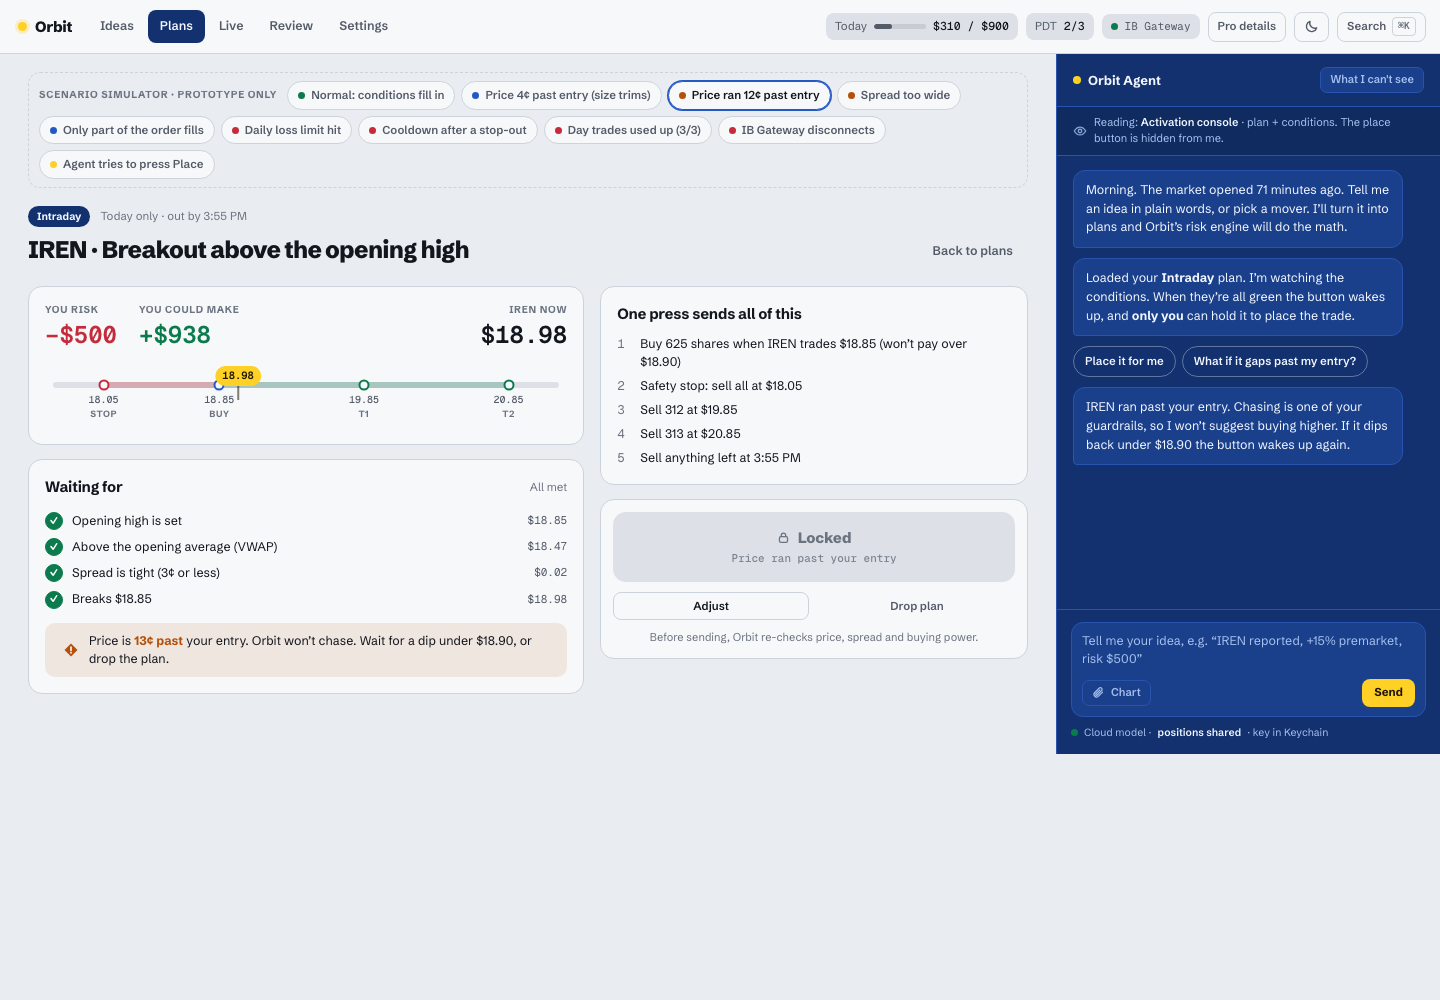 Orbit
Ideas
Plans
Live
Review
Settings
Today $310 / $900
PDT 2/3
IB Gateway
Pro details
Search ⌘K
SCENARIO SIMULATOR · PROTOTYPE ONLY
Normal: conditions fill in
Price 4¢ past entry (size trims)
Price ran 12¢ past entry
Spread too wide
Only part of the order fills
Daily loss limit hit
Cooldown after a stop-out
Day trades used up (3/3)
IB Gateway disconnects
Agent tries to press Place
Intraday
Today only · out by 3:55 PM
IREN · Breakout above the opening high
Back to plans
YOU RISK
−$500
YOU COULD MAKE
+$938
IREN NOW
$18.98
18.98
18.05
STOP
18.85
BUY
19.85
T1
20.85
T2
Waiting for
All met
Opening high is set $18.85
Above the opening average (VWAP) $18.47
Spread is tight (3¢ or less) $0.02
Breaks $18.85 $18.98
Price is 13¢ past your entry. Orbit won’t chase. Wait for a dip under $18.90, or
drop the plan.
One press sends all of this
1 Buy 625 shares when IREN trades $18.85 (won’t pay over
$18.90)
2 Safety stop: sell all at $18.05
3 Sell 312 at $19.85
4 Sell 313 at $20.85
5 Sell anything left at 3:55 PM
Locked
Price ran past your entry
Adjust
Drop plan
Before sending, Orbit re-checks price, spread and buying power.
Orbit Agent
What I can't see
Reading: Activation console · plan + conditions. The place
button is hidden from me.
Morning. The market opened 71 minutes ago. Tell me
an idea in plain words, or pick a mover. I’ll turn it into
plans and Orbit’s risk engine will do the math.
Loaded your Intraday plan. I’m watching the
conditions. When they’re all green the button wakes
up, and only you can hold it to place the trade.
Place it for me
What if it gaps past my entry?
IREN ran past your entry. Chasing is one of your
guardrails, so I won’t suggest buying higher. If it dips
back under $18.90 the button wakes up again.
Tell me your idea, e.g. “IREN reported, +15% premarket,
risk $500”
Chart
Send
Cloud model · positions shared · key in Keychain